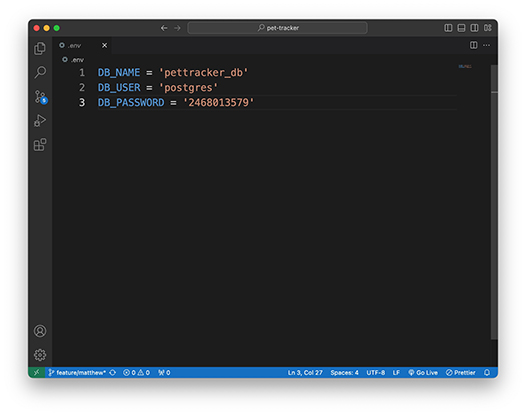 pet-tracker
.env
.env
1 DB_NAME = 'pettracker_db'
2 DB_USER = 'postgres'
3 DB_PASSWORD = '2468013579'
feature/matthew* 0 0 0 Ln 3, Col 27 Spaces: 4 UTF-8 LF Go Live Prettier